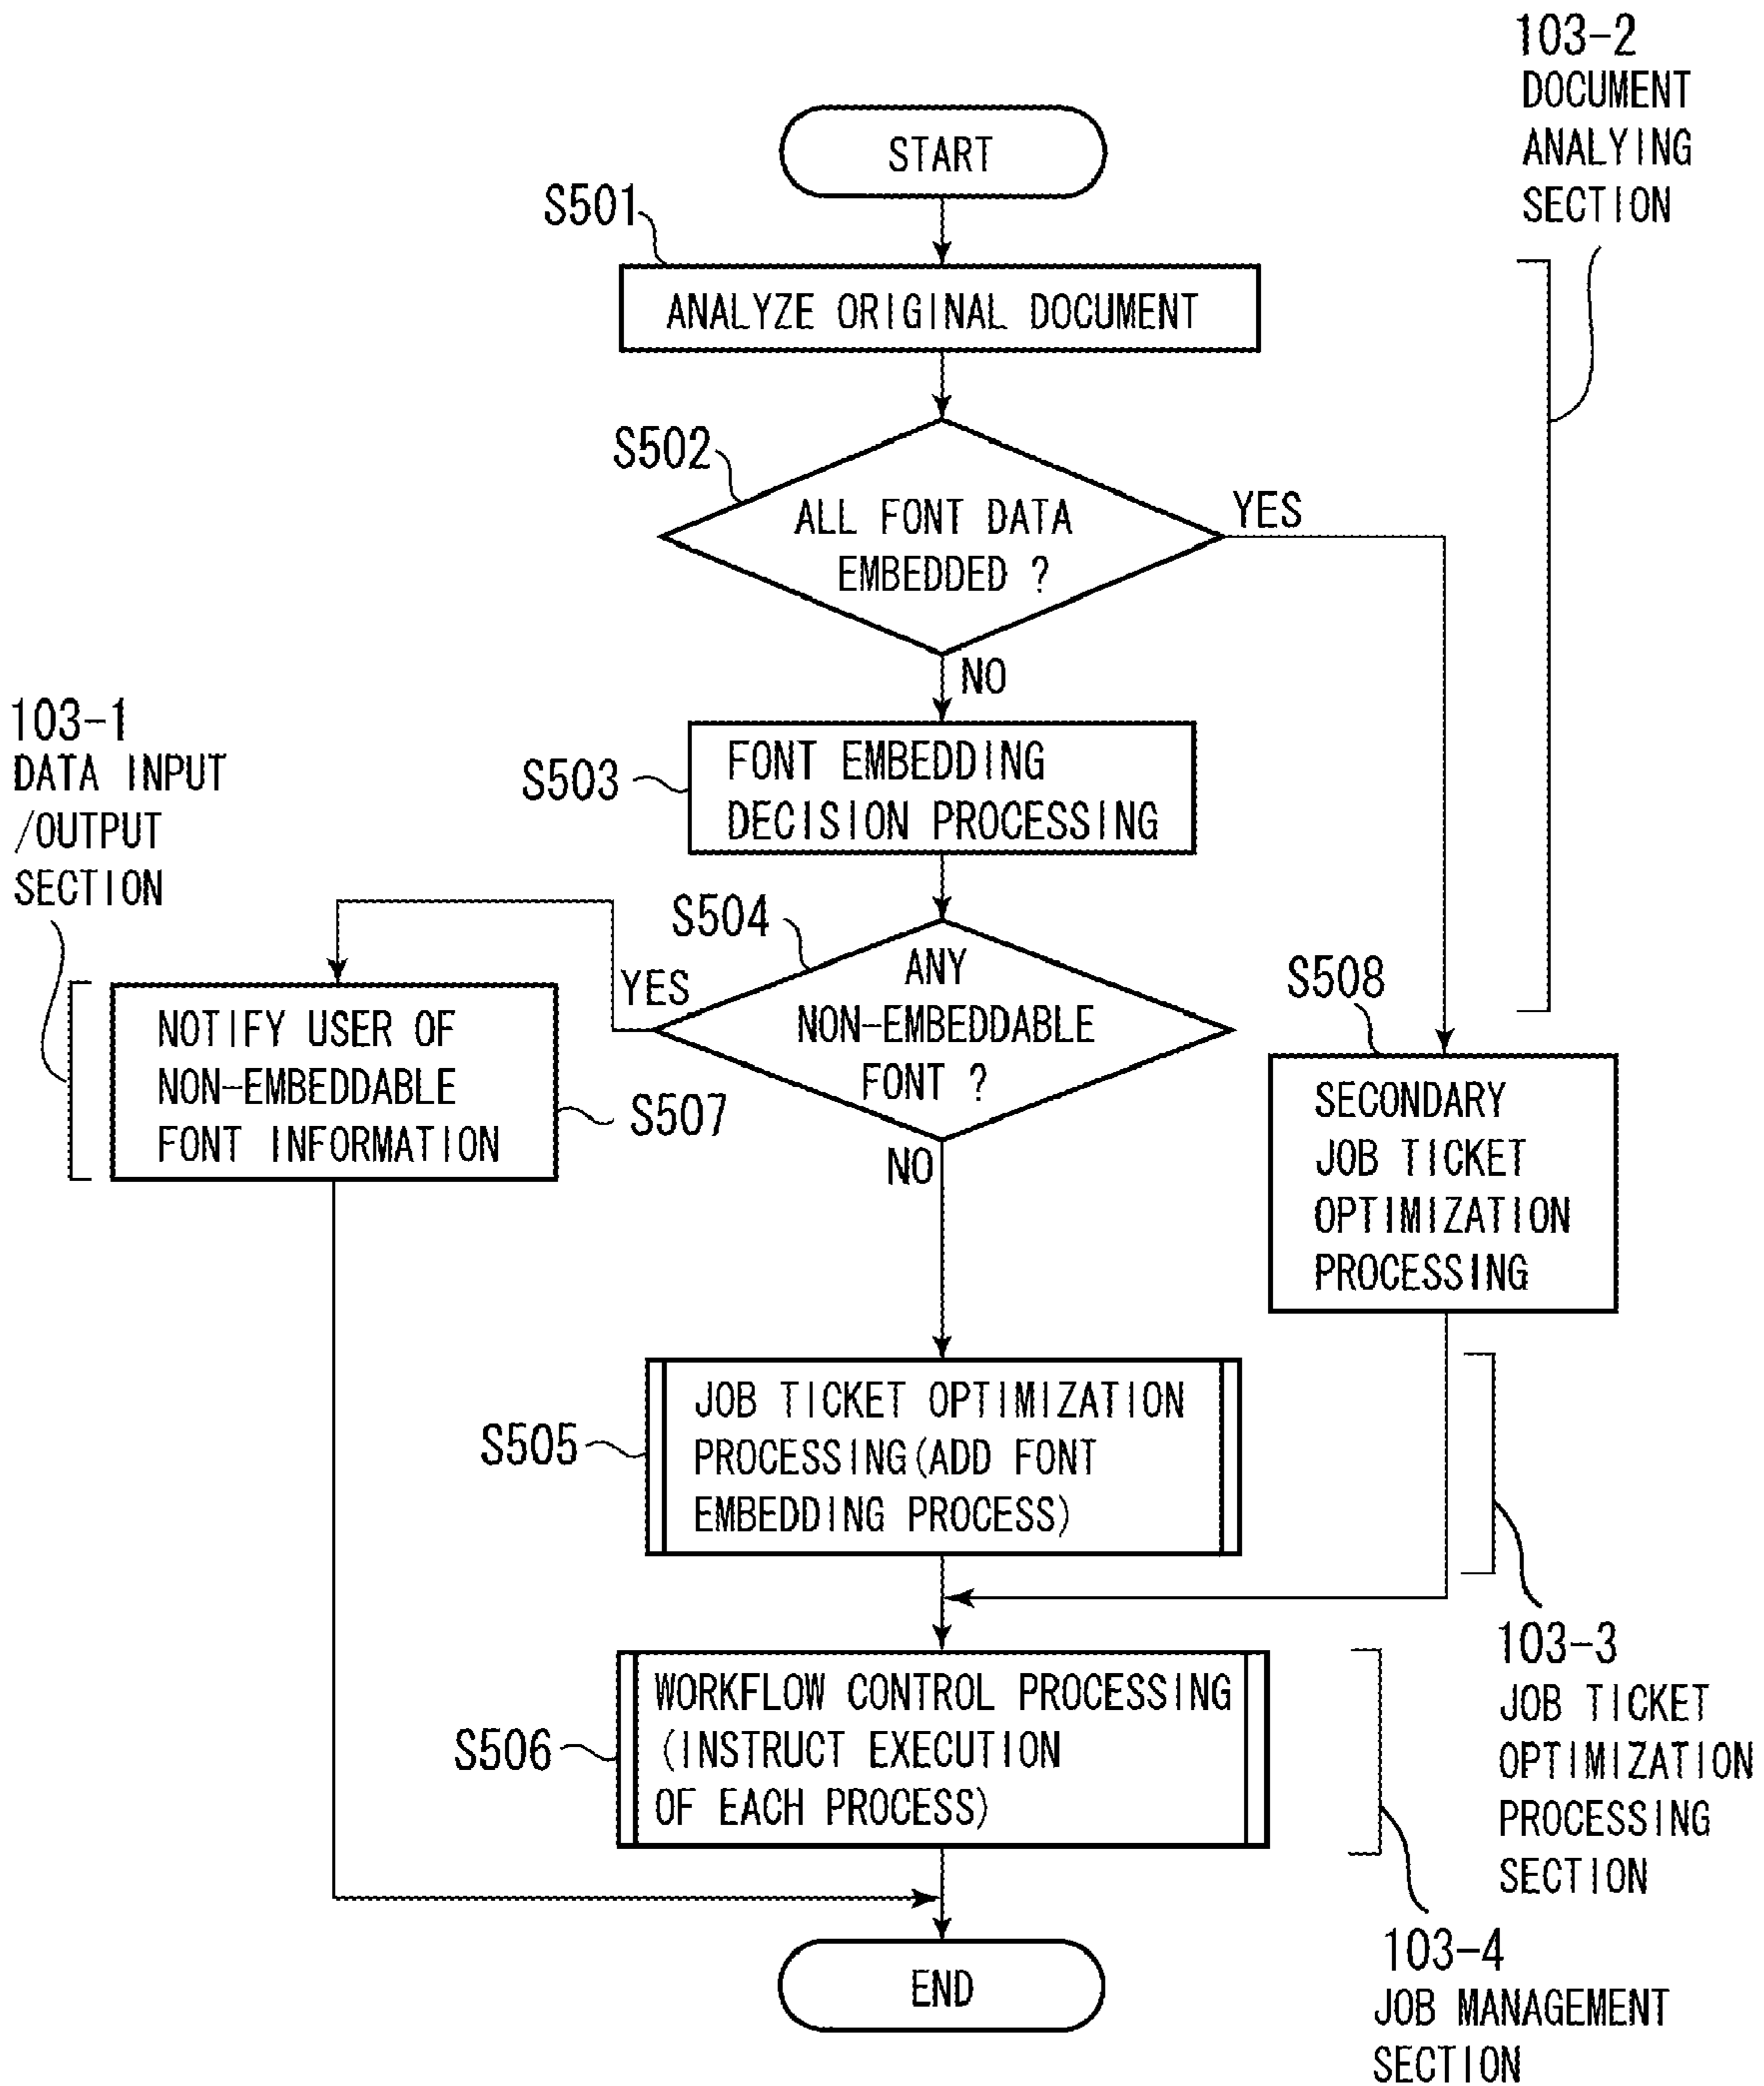 103-2
DOCUMENT
ANALYING
SECTION
START
S501
ANALYZE ORIGINAL DOCUMENT
S502
ALL FONT DATA
EMBEDDED ?
YES
NO
103-1
DATA INPUT
/OUTPUT
SECTION
S503
FONT EMBEDDING
DECISION PROCESSING
S504
ANY
NON-EMBEDDABLE
FONT ?
YES
NO
S507
NOTIFY USER OF
NON-EMBEDDABLE
FONT INFORMATION
S508
SECONDARY
JOB TICKET
OPTIMIZATION
PROCESSING
S505
JOB TICKET OPTIMIZATION
PROCESSING(ADD FONT
EMBEDDING PROCESS)
S506
WORKFLOW CONTROL PROCESSING
(INSTRUCT EXECUTION
OF EACH PROCESS)
103-3
JOB TICKET
OPTIMIZATION
PROCESSING
SECTION
END
103-4
JOB MANAGEMENT
SECTION